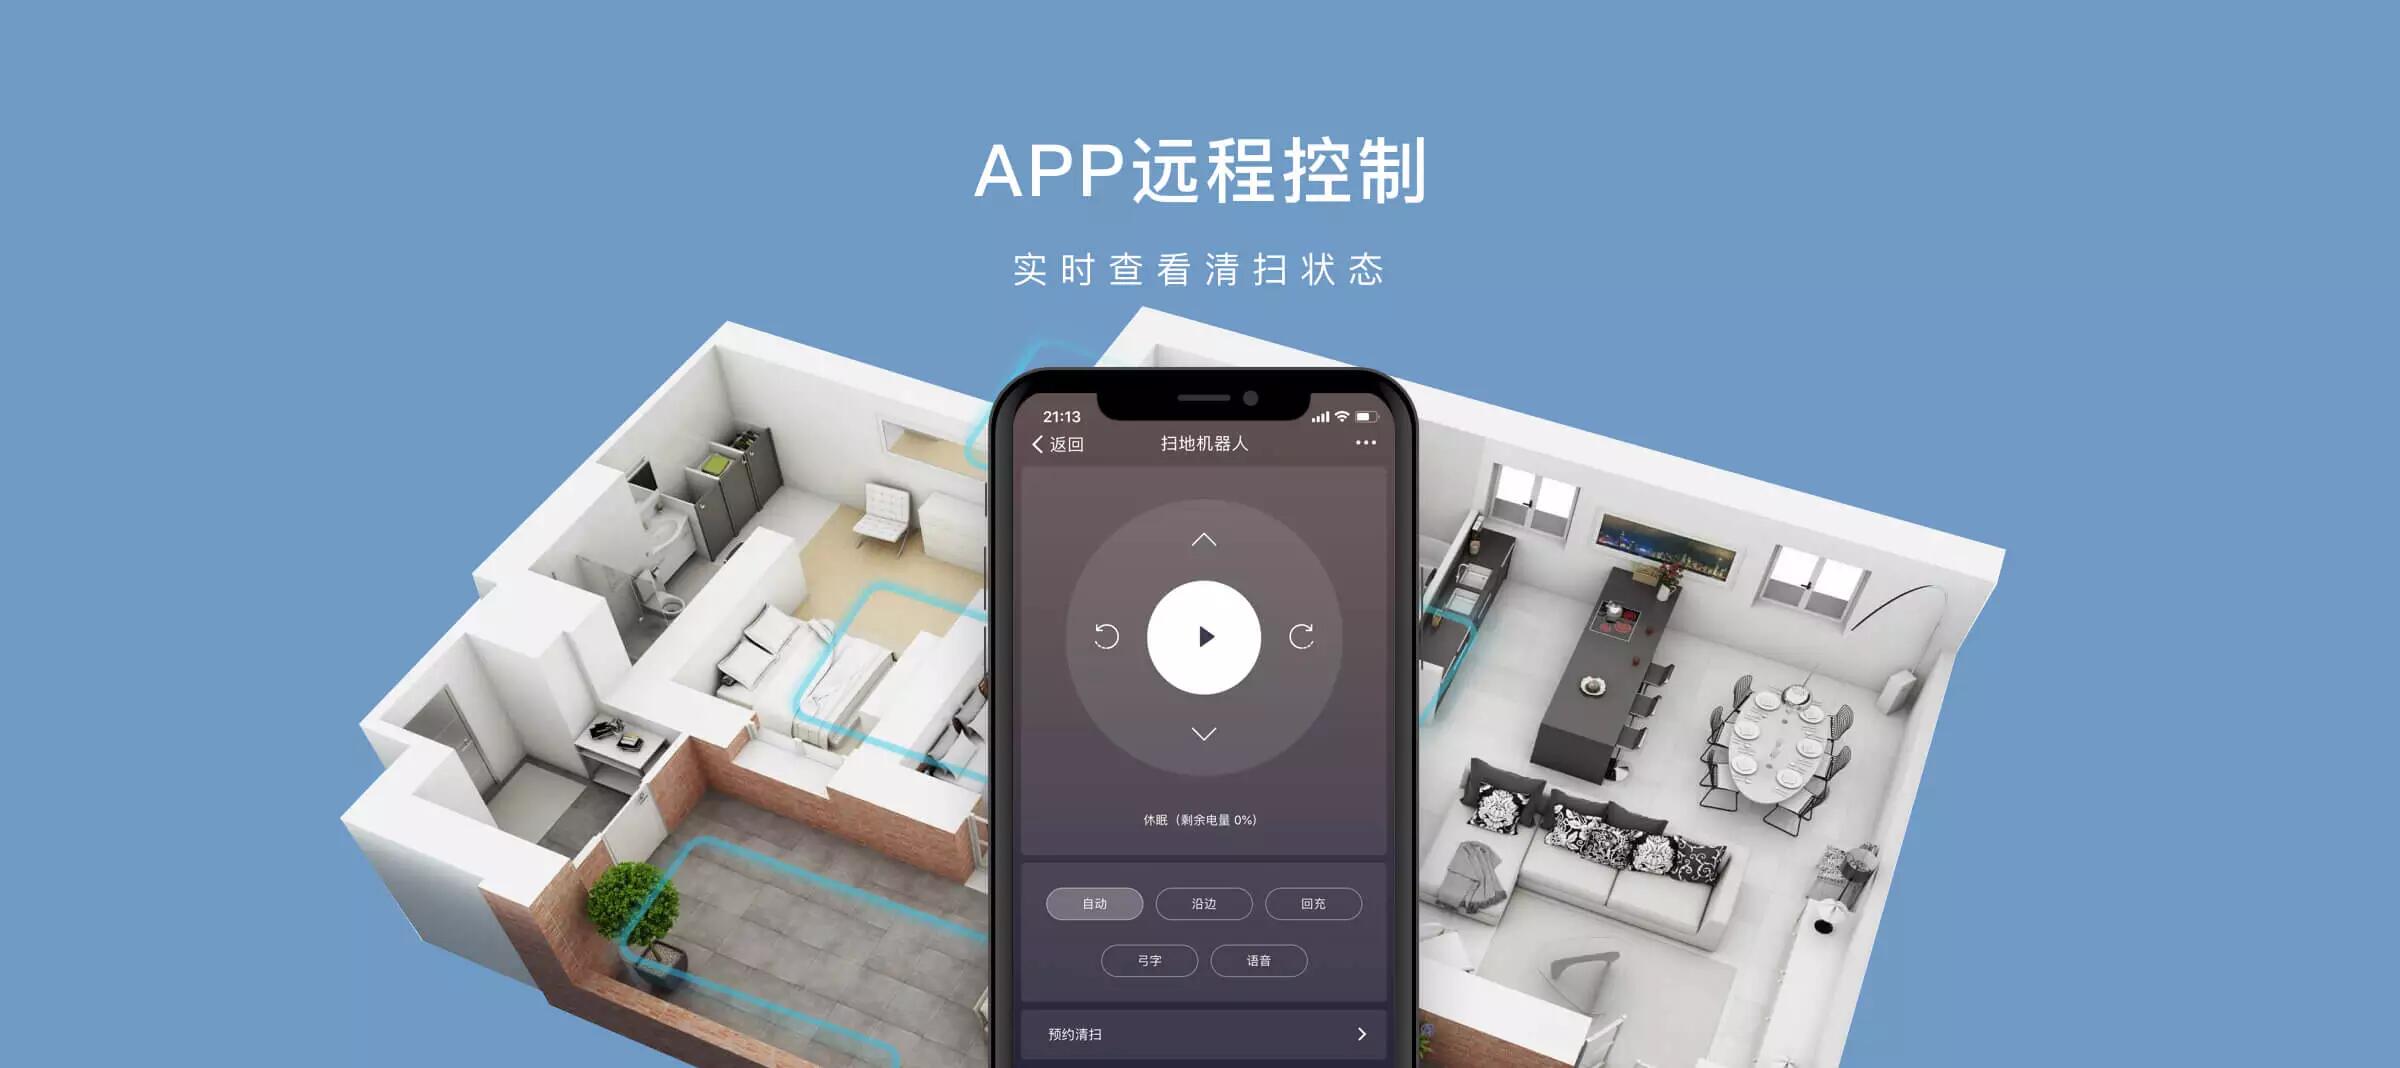 APP远程控制
实时查看清扫状态
21:13
返回 扫地机器人
休眠（剩余电量 0%)
自动 沿边 回充
弓字 语音
预约清扫